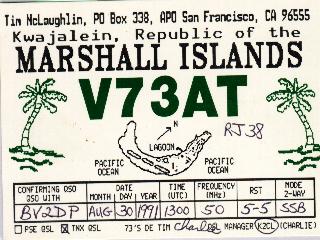 Tim McLaughlin, PO Box 338, APO San Francisco, CA 96555
Kwajalein, Republic of the
MARSHALL ISLANDS
V73AT
RJ38
N
LAGOON
PACIFIC OCEAN
PACIFIC OCEAN
CONFIRMING QSO QSO WITH MONTH DATE DAY YEAR TIME (UTC) FREQUENCY (MHz) RST MODE 2-WAY
BV2DP AUG 30 1991 1300 50 5-5 SSB
PSE QSL TNX QSL 73'S DE TIM Charlie MANAGER K2CL (CHARLIE)